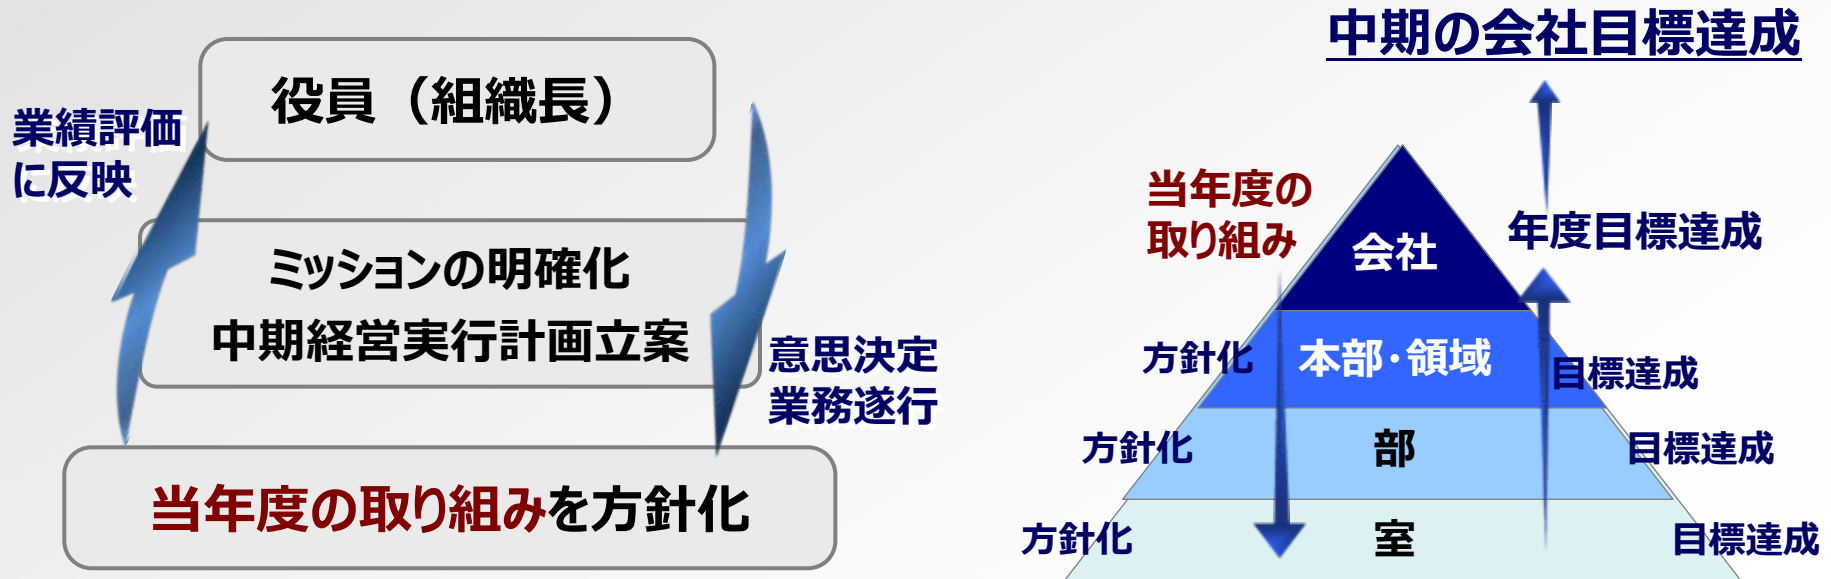 役員（組織長）
業績評価
に反映
ミッションの明確化
中期経営実行計画立案
意思決定
業務遂行
当年度の取り組みを方針化
中期の会社目標達成
当年度の
取り組み
会社
年度目標達成
方針化
本部・領域
目標達成
方針化
部
目標達成
方針化
室
目標達成